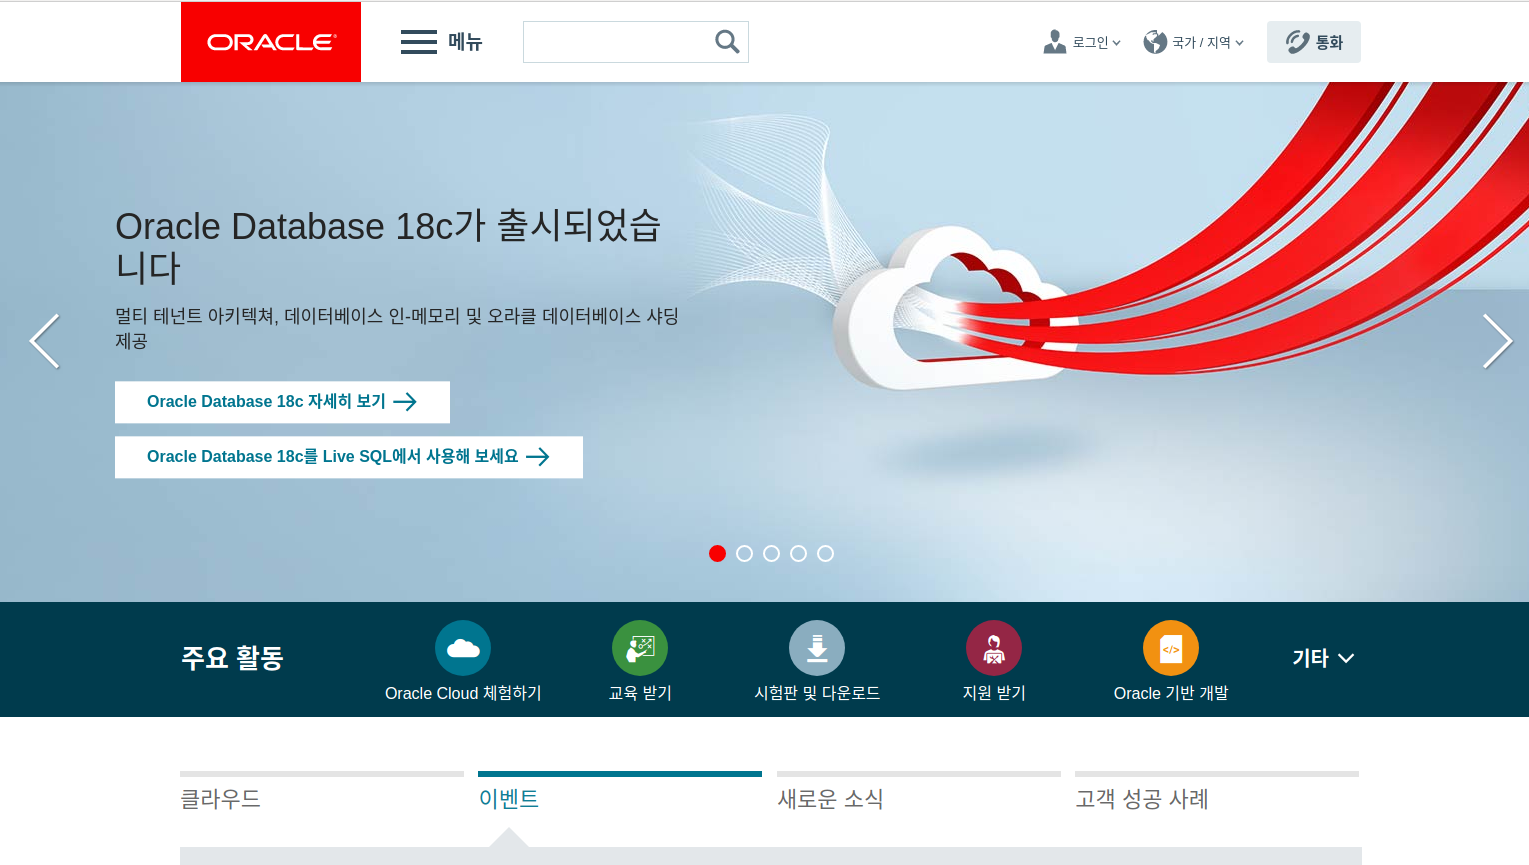 ORACLE
메뉴
로그인
국가 / 지역
통화
Oracle Database 18c가 출시되었습
니다
멀티 테넌트 아키텍쳐, 데이터베이스 인-메모리 및 오라클 데이터베이스 샤딩
제공
Oracle Database 18c 자세히 보기
Oracle Database 18c를 Live SQL에서 사용해 보세요
주요 활동
Oracle Cloud 체험하기
교육 받기
시험판 및 다운로드
지원 받기
</>
Oracle 기반 개발
기타
클라우드
이벤트
새로운 소식
고객 성공 사례